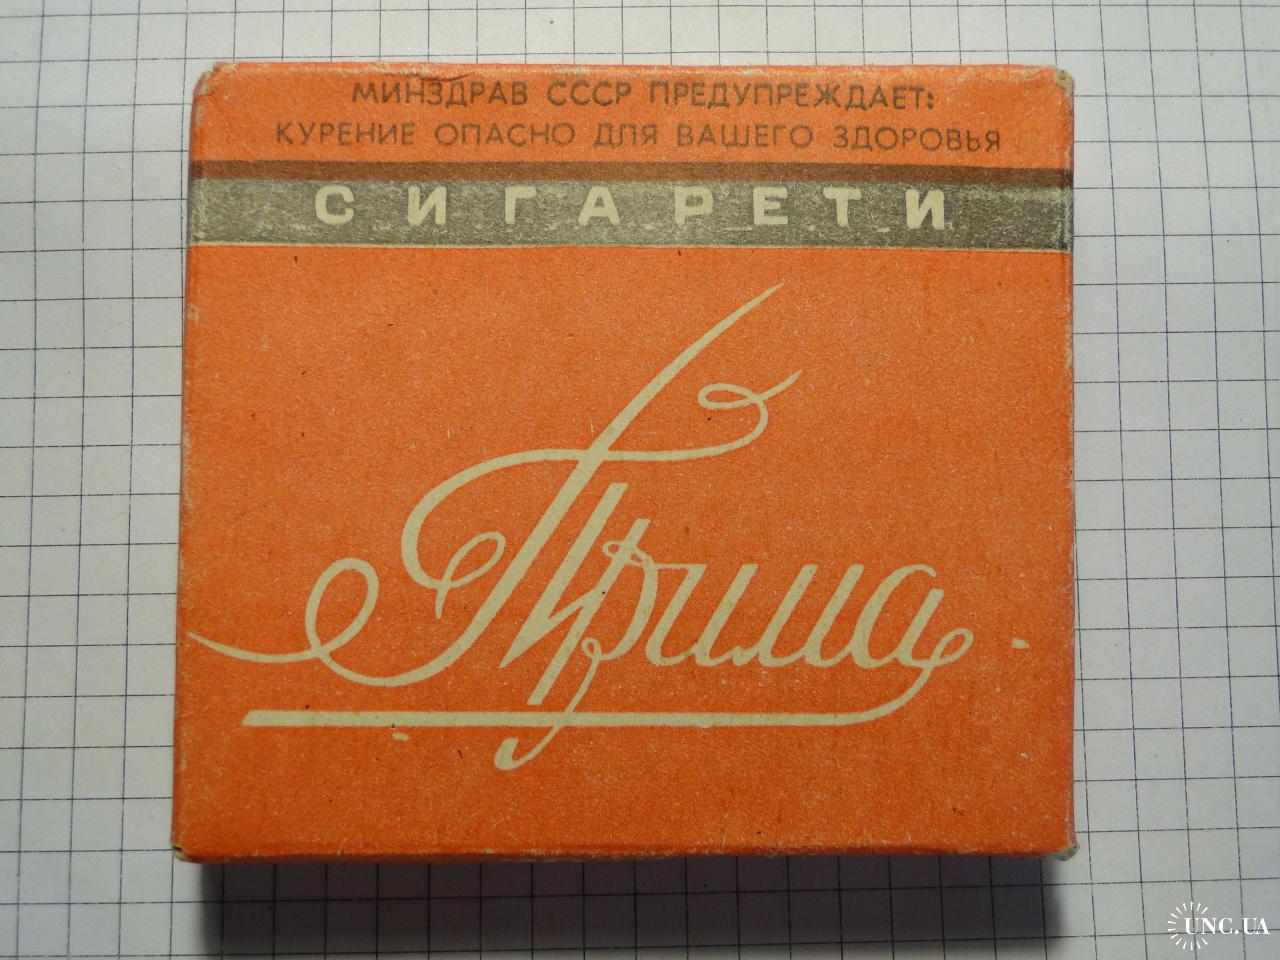 МИНЗДРАВ СССР ПРЕДУПРЕЖДАЕТ:
КУРЕНИЕ ОПАСНО ДЛЯ ВАШЕГО ЗДОРОВЬЯ
СИГАРЕТИ
Прима
UNC.UA